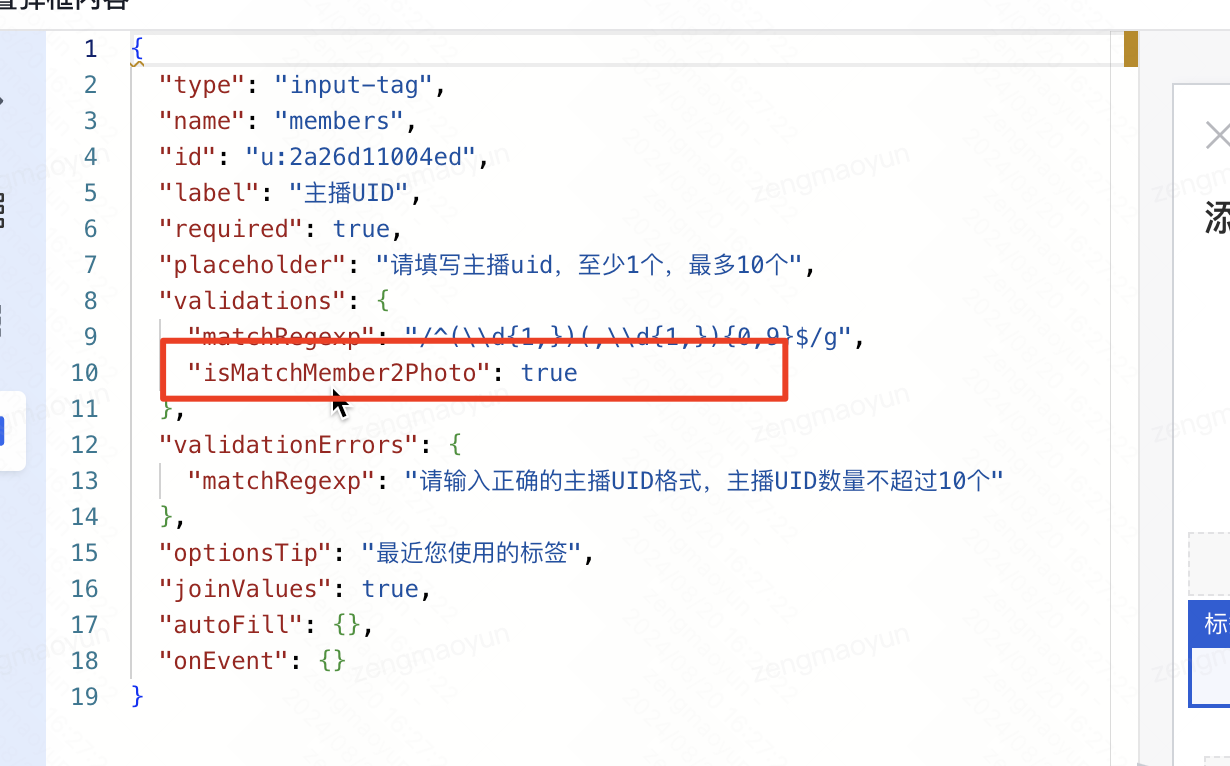 置弹框内容
1 {
2 "type": "input-tag",
3 "name": "members",
4 "id": "u:2a26d11004ed",
5 "label": "主播UID",
6 "required": true,
7 "placeholder": "请填写主播uid，至少1个，最多10个",
8 "validations": {
9 "matchRegexp": "/^(\\d{1,})(,\\d{1,}){0,9}$/g",
10 "isMatchMember2Photo": true
11 },
12 "validationErrors": {
13 "matchRegexp": "请输入正确的主播UID格式，主播UID数量不超过10个"
14 },
15 "optionsTip": "最近您使用的标签",
16 "joinValues": true,
17 "autoFill": {},
18 "onEvent": {}
19 }
添
标
zengmaoyun